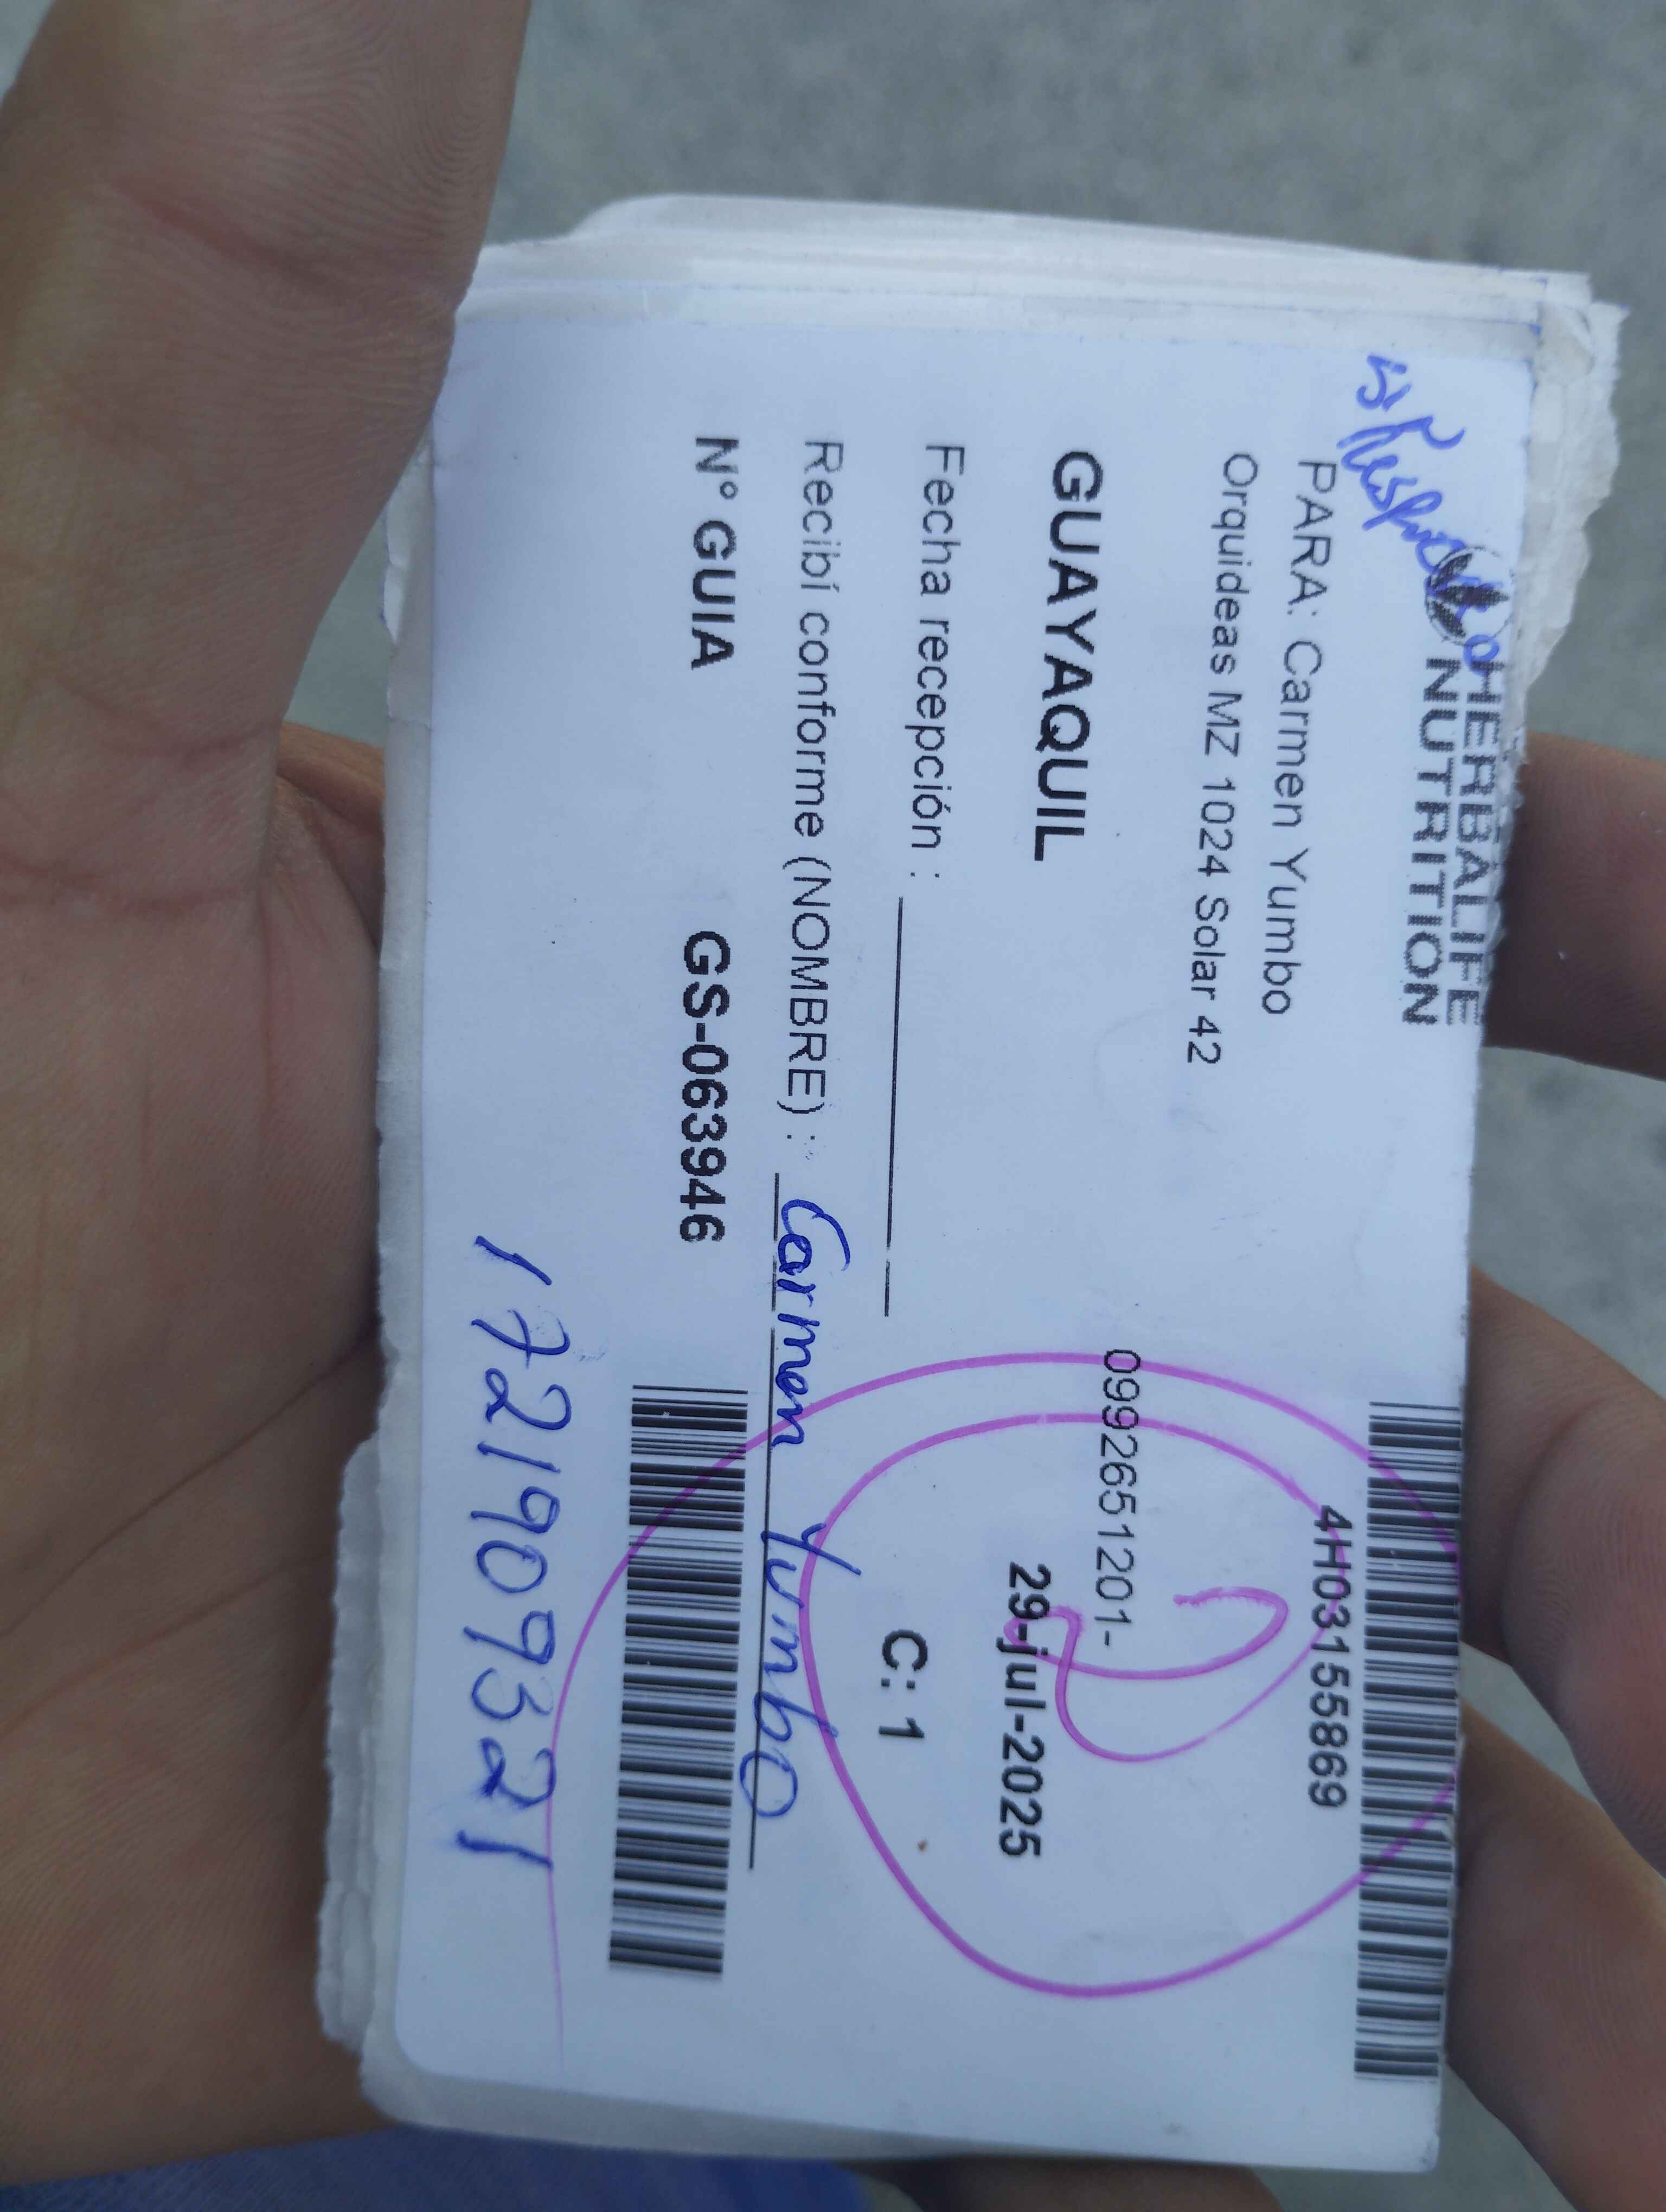 HERBALIFE
NUTRITION
4H03155869
PARA: Carmen Yumbo
Orquideas MZ 1024 Solar 42
0992651201-
GUAYAQUIL
29-jul-2025
Fecha recepción :
C: 1
Recibí conforme (NOMBRE) : Carmen Yumbo
N° GUIA GS-063946
1721909321